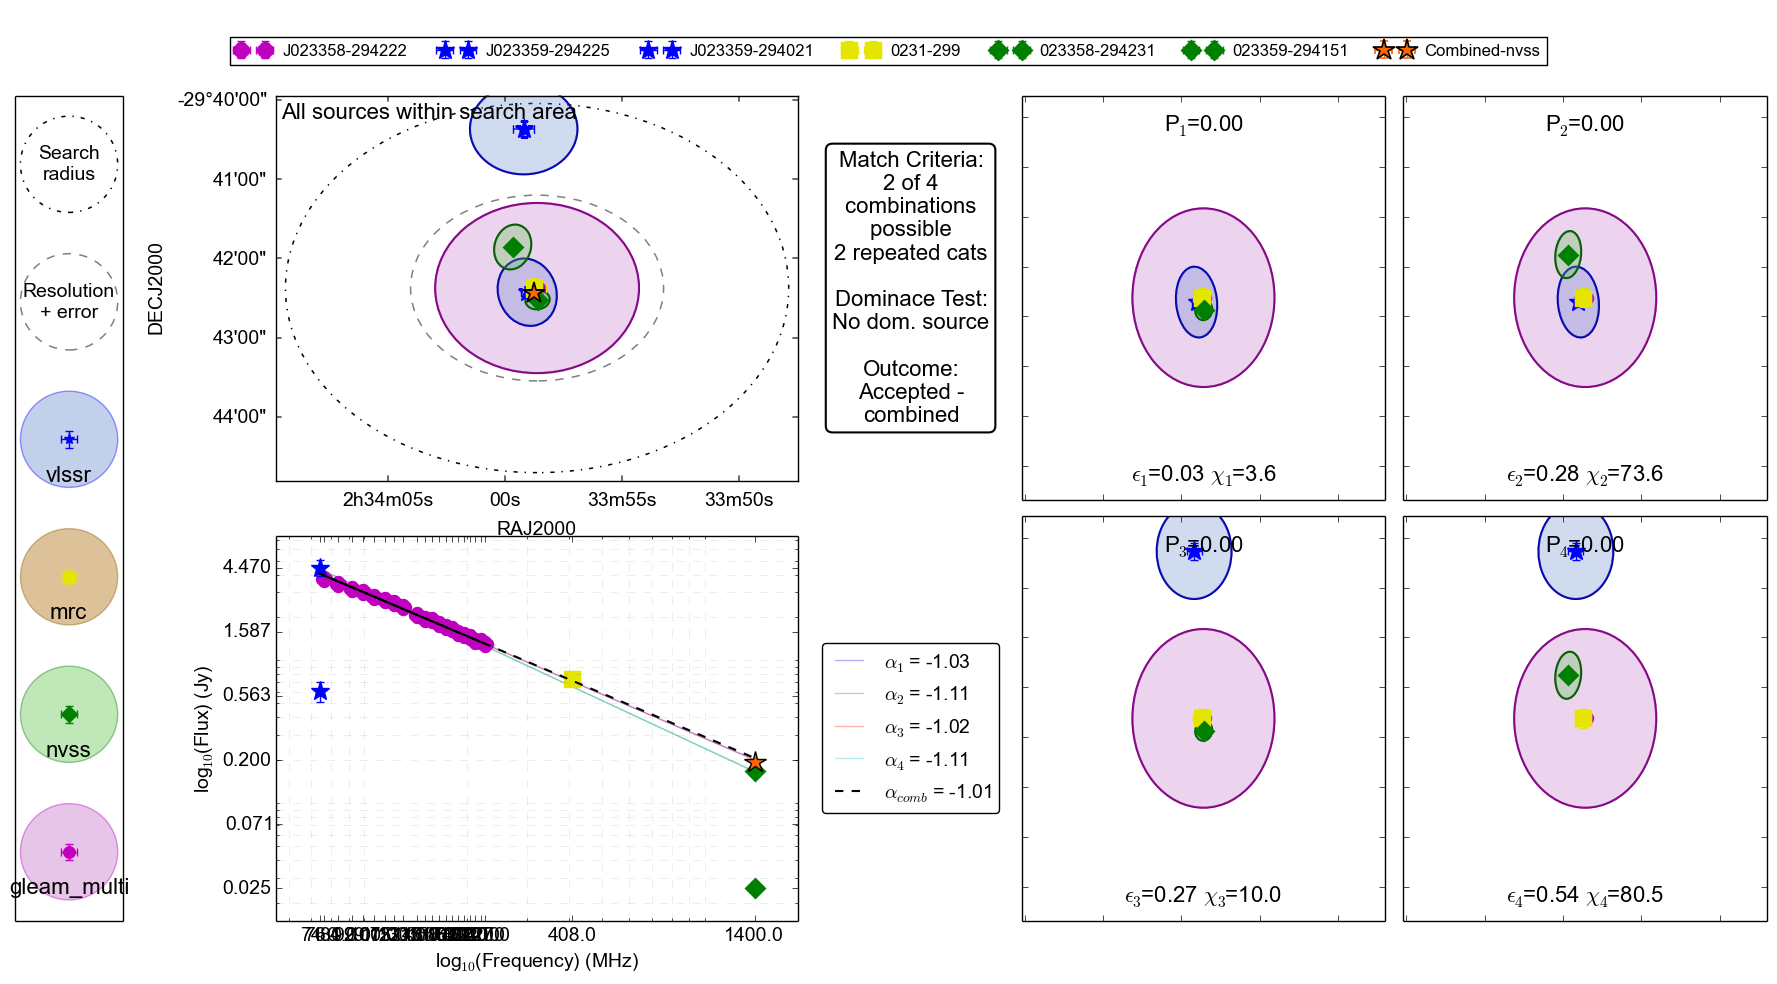 J023358-294222 J023359-294225 J023359-294021 0231-299 023358-294231 023359-294151 Combined-nvss
Search
radius
Resolution
+ error
vlssr
mrc
nvss
gleam_multi
All sources within search area
DECJ2000
-29°40'00"
41'00"
42'00"
43'00"
44'00"
2h34m05s 00s 33m55s 33m50s
RAJ2000
Match Criteria:
2 of 4
combinations
possible
2 repeated cats
Dominace Test:
No dom. source
Outcome:
Accepted -
combined
P1=0.00
ϵ1=0.03 χ1=3.6
P2=0.00
ϵ2=0.28 χ2=73.6
log10(Flux) (Jy)
4.470
1.587
0.563
0.200
0.071
0.025
408.0 1400.0
log10(Frequency) (MHz)
α1 = -1.03
α2 = -1.11
α3 = -1.02
α4 = -1.11
αcomb = -1.01
P3=0.00
ϵ3=0.27 χ3=10.0
P4=0.00
ϵ4=0.54 χ4=80.5